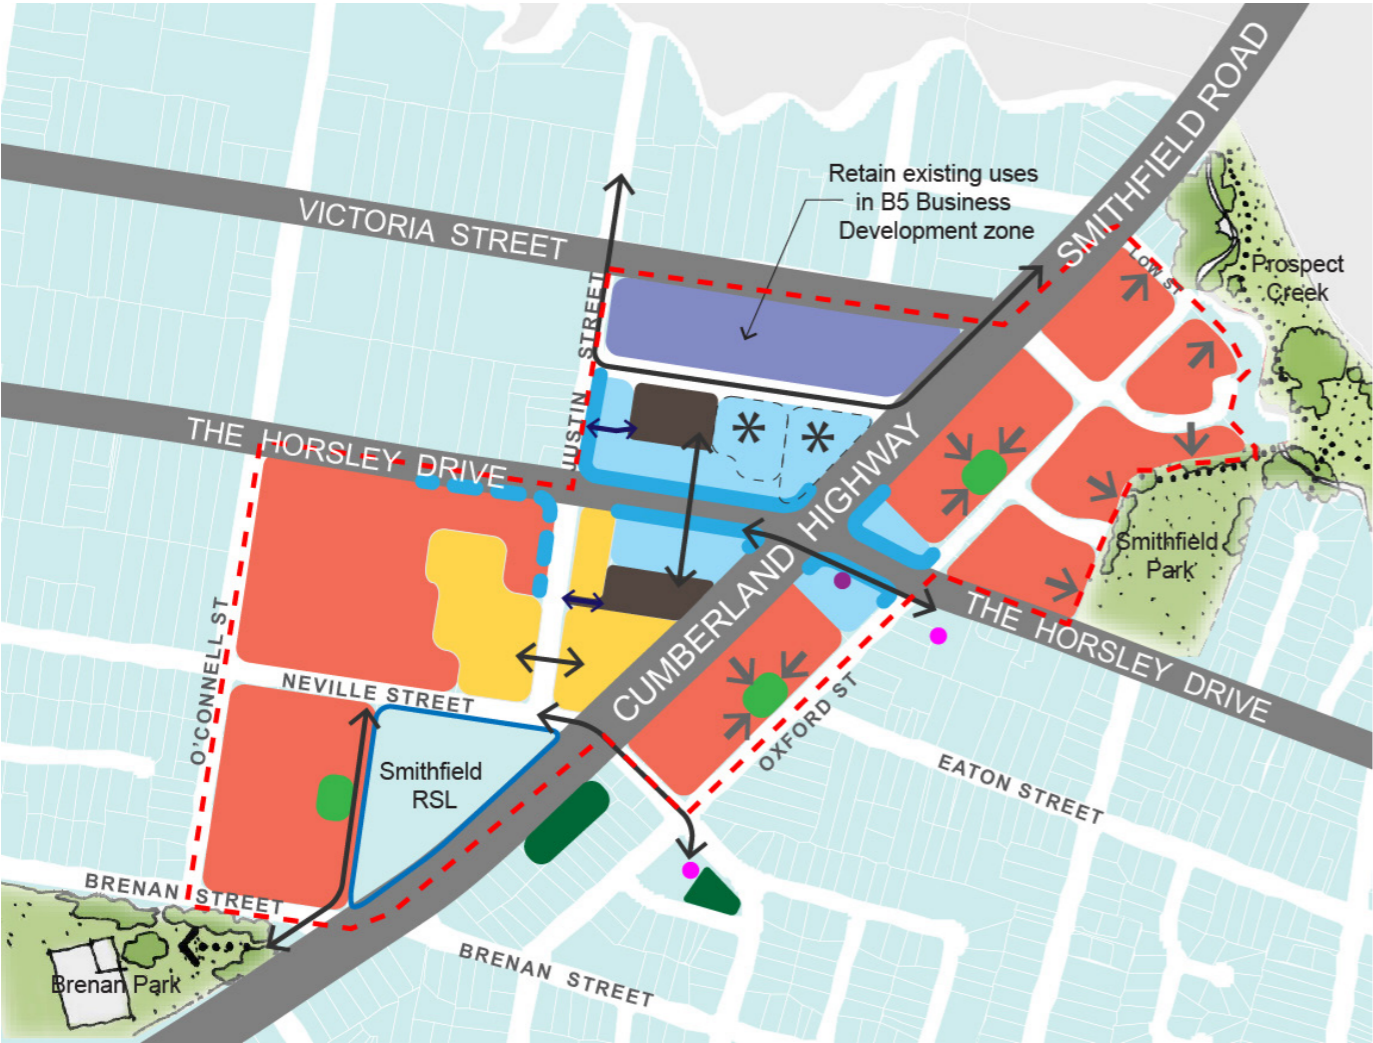 SMITHFIELD ROAD
Retain existing uses
in B5 Business
Development zone
VICTORIA STREET
LOW ST
Prospect
Creek
JUSTIN STREET
THE HORSLEY DRIVE
CUMBERLAND HIGHWAY
*
*
Smithfield
Park
THE HORSLEY DRIVE
O'CONNELL ST
NEVILLE STREET
OXFORD ST
EATON STREET
Smithfield
RSL
BRENAN STREET
BRENAN STREET
Brenan Park